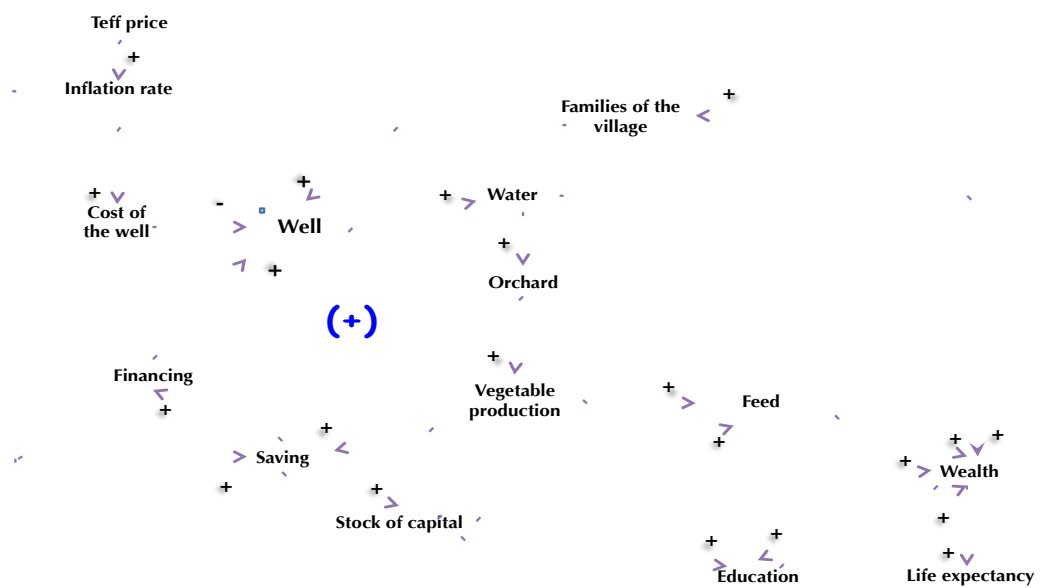 Teff price
+
Inflation rate
+
Families of the
village
+
Cost of
the well
-
+
Well
+
+
Water
+
Orchard
(+)
Financing
+
+
Vegetable
production
+
Feed
+
+
Saving
+
+
Stock of capital
+
+
+
Wealth
+
+
+
Education
+
Life expectancy